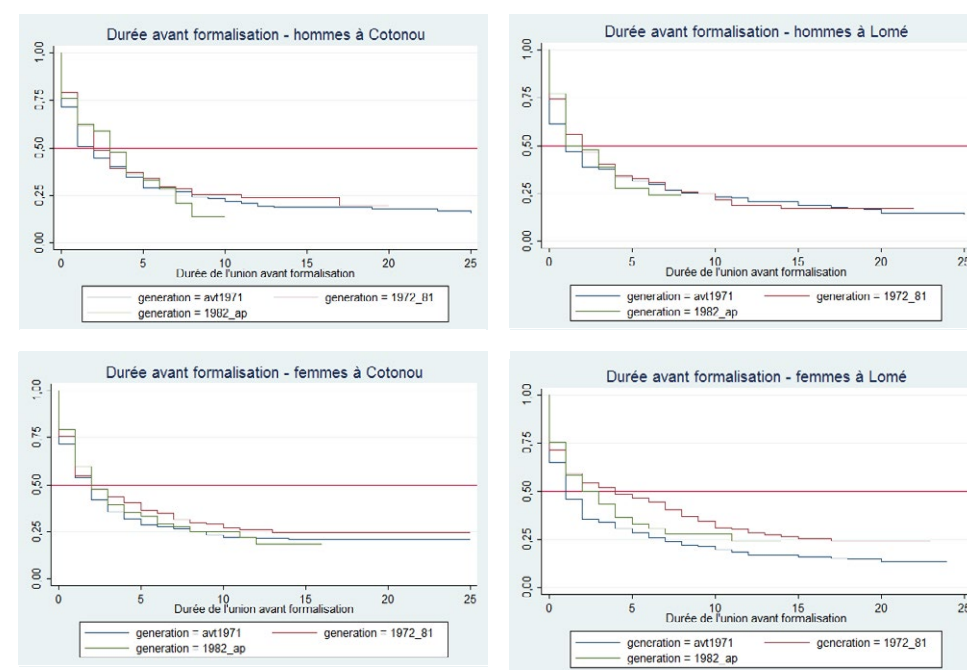 Durée avant formalisation - hommes à Cotonou
1,00
0,75
0,50
0,25
0,00
0 5 10 15 20 25
Durée de l'union avant formalisation
generation = avt1971 generation = 1972_81
generation = 1982_ap
Durée avant formalisation - hommes à Lomé
1,00
0,75
0,50
0,25
0,00
0 5 10 15 20 25
Durée de l'union avant formalisation
generation = avt1971 generation = 1972_81
generation = 1982_ap
Durée avant formalisation - femmes à Cotonou
1,00
0,75
0,50
0,25
0,00
0 5 10 15 20 25
Durée de l'union avant formalisation
generation = avt1971 generation = 1972_81
generation = 1982_ap
Durée avant formalisation - femmes à Lomé
1,00
0,75
0,50
0,25
0,00
0 5 10 15 20 25
Durée de l'union avant formalisation
generation = avt1971 generation = 1972_81
generation = 1982_ap